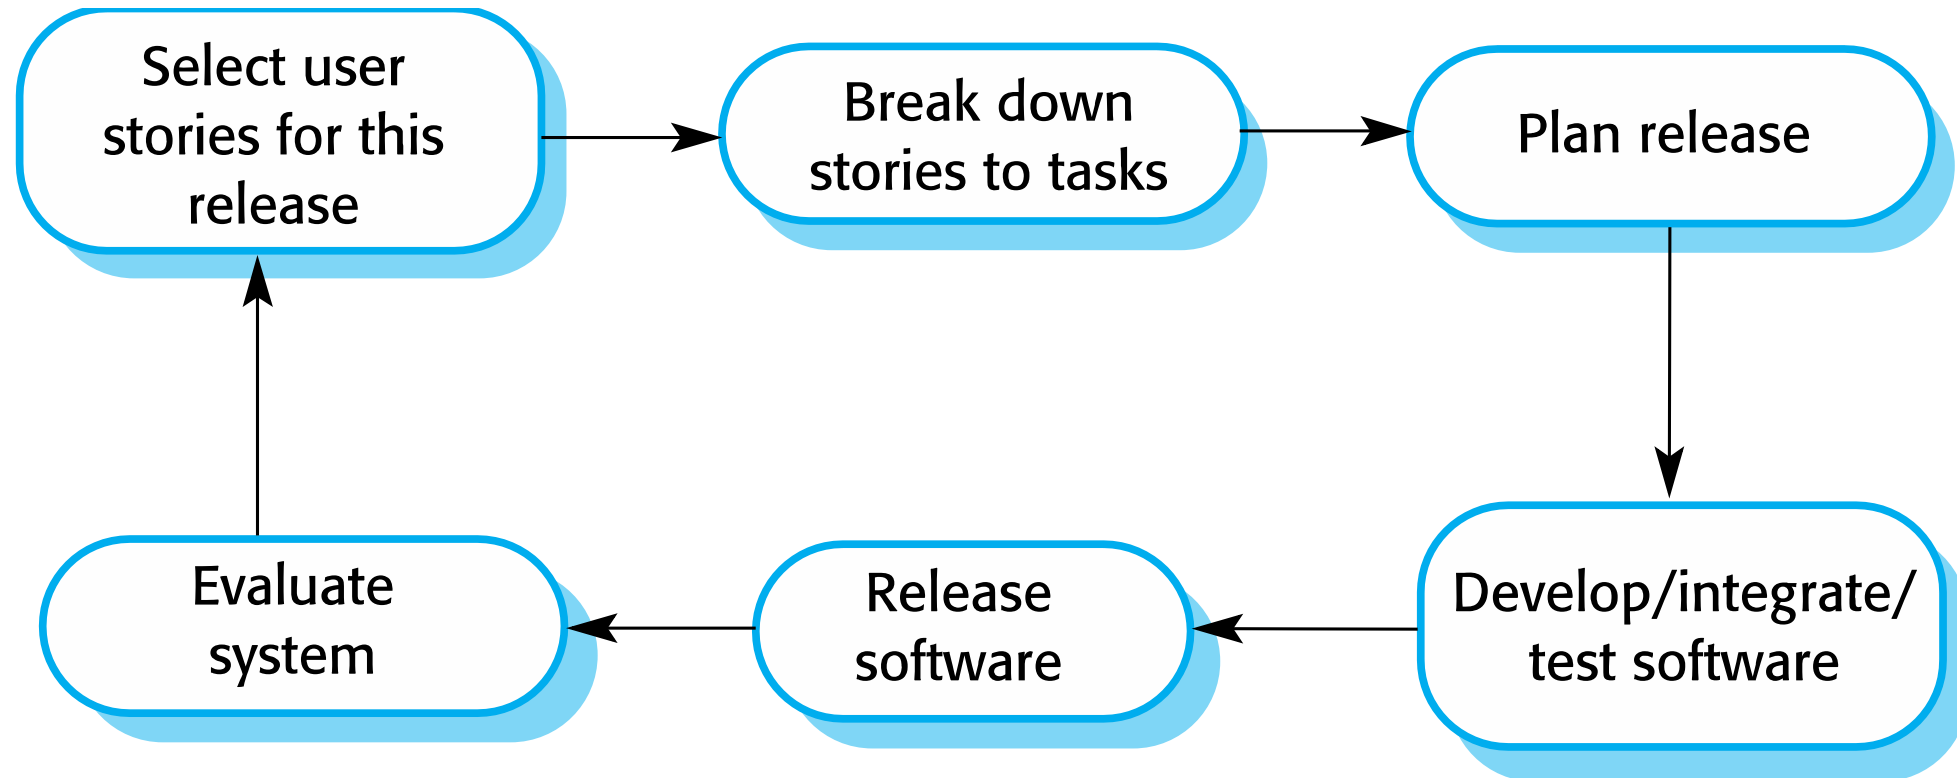 Select user
stories for this
release
Break down
stories to tasks
Plan release
Develop/integrate/
test software
Release
software
Evaluate
system